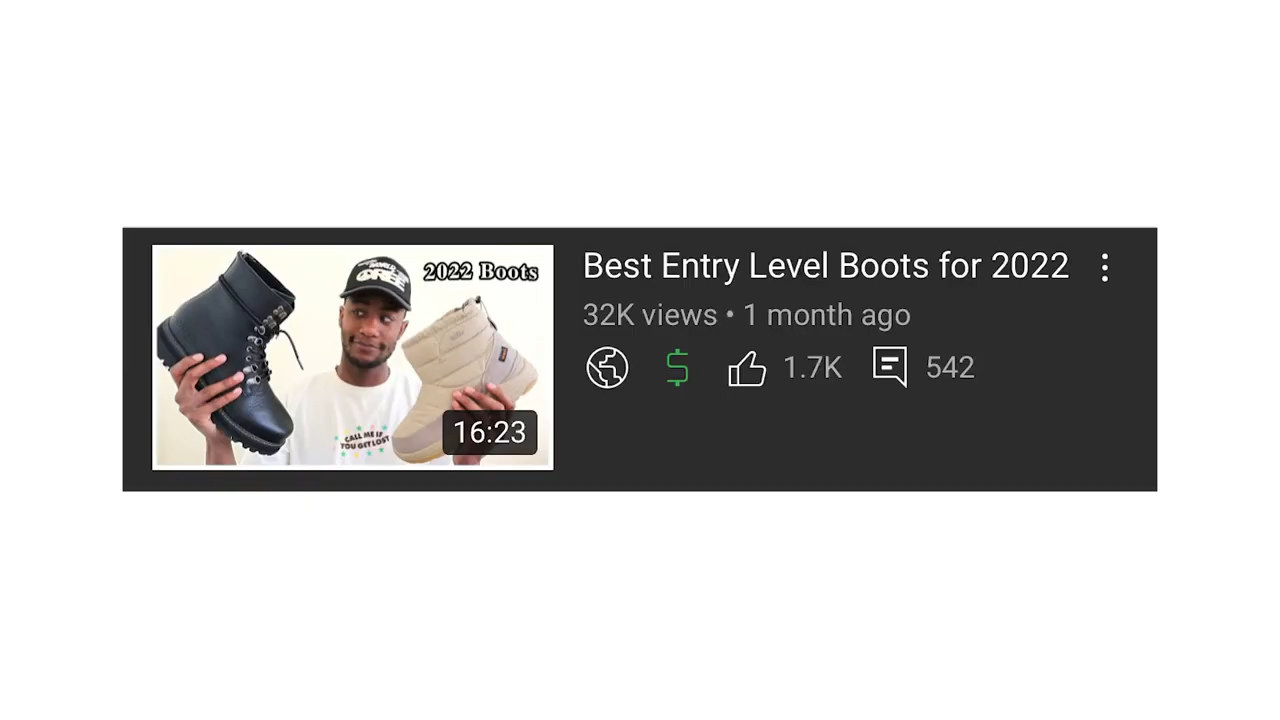 2022 Boots
CALL ME IF
YOU GET LOST
16:23
Best Entry Level Boots for 2022
32K views • 1 month ago
1.7K 542